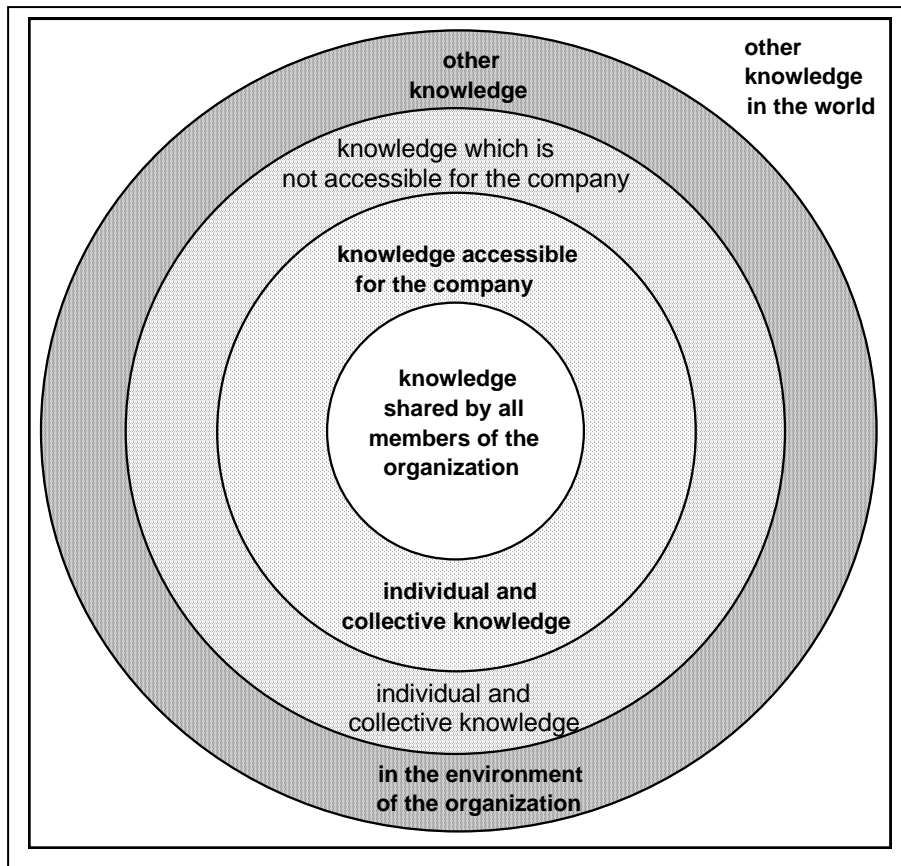 other
knowledge
other
knowledge
in the world
knowledge which is
not accessible for the company
knowledge accessible
for the company
knowledge
shared by all
members of the
organization
individual and
collective knowledge
individual and
collective knowledge
in the environment
of the organization